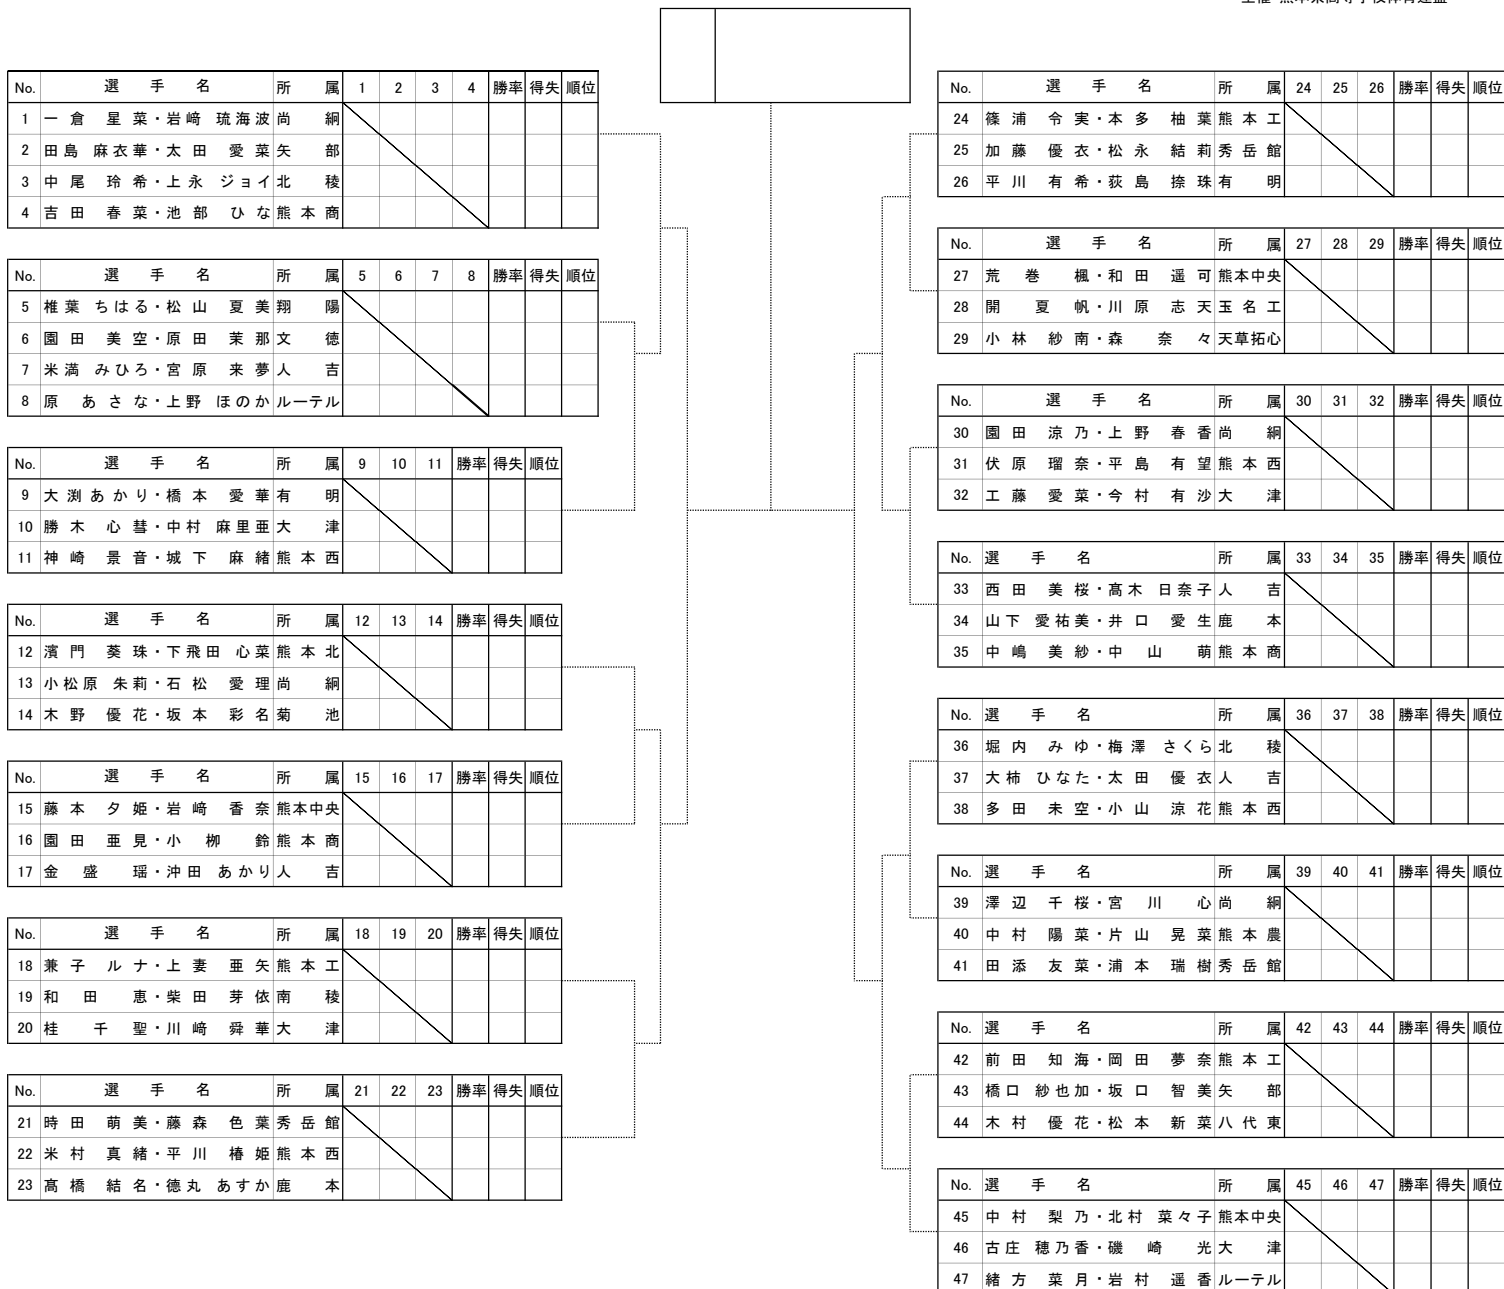 No. 選手名 所属 1 2 3 4 勝率 得失 順位
1 一倉 星菜・岩﨑 琉海波 尚絅
2 田島 麻衣華・太田 愛菜 矢部
3 中尾 玲希・上永 ジョイ 北稜
4 吉田 春菜・池部 ひな 熊本商
No. 選手名 所属 5 6 7 8 勝率 得失 順位
5 椎葉 ちはる・松山 夏美 翔陽
6 園田 美空・原田 茉那 文徳
7 米満 みひろ・宮原 来夢 人吉
8 原 あさな・上野 ほのか ルーテル
No. 選手名 所属 9 10 11 勝率 得失 順位
9 大渕 あかり・橋本 愛華 有明
10 勝木 心彗・中村 麻里亜 大津
11 神崎 景音・城下 麻緒 熊本西
No. 選手名 所属 12 13 14 勝率 得失 順位
12 濱門 葵珠・下飛田 心菜 熊本北
13 小松原 朱莉・石松 愛理 尚絅
14 木野 優花・坂本 彩名 菊池
No. 選手名 所属 15 16 17 勝率 得失 順位
15 藤本 夕姫・岩﨑 香奈 熊本中央
16 園田 亜見・小栁 鈴 熊本商
17 金盛 瑶・沖田 あかり 人吉
No. 選手名 所属 18 19 20 勝率 得失 順位
18 兼子 ルナ・上妻 亜矢 熊本工
19 和田 恵・柴田 芽依 南稜
20 桂 千聖・川﨑 舜華 大津
No. 選手名 所属 21 22 23 勝率 得失 順位
21 時田 萌美・藤森 色葉 秀岳館
22 米村 真緒・平川 椿姫 熊本西
23 髙橋 結名・徳丸 あすか 鹿本
No. 選手名 所属 24 25 26 勝率 得失 順位
24 篠浦 令実・本多 柚葉 熊本工
25 加藤 優衣・松永 結莉 秀岳館
26 平川 有希・荻島 捺珠 有明
No. 選手名 所属 27 28 29 勝率 得失 順位
27 荒巻 楓・和田 遥可 熊本中央
28 開 夏帆・川原 志天 玉名工
29 小林 紗南・森 奈々 天草拓心
No. 選手名 所属 30 31 32 勝率 得失 順位
30 園田 涼乃・上野 春香 尚絅
31 伏原 瑠奈・平島 有望 熊本西
32 工藤 愛菜・今村 有沙 大津
No. 選手名 所属 33 34 35 勝率 得失 順位
33 西田 美桜・髙木 日奈子 人吉
34 山下 愛祐美・井口 愛生 鹿本
35 中嶋 美紗・中山 萌 熊本商
No. 選手名 所属 36 37 38 勝率 得失 順位
36 堀内 みゆ・梅澤 さくら 北稜
37 大柿 ひなた・太田 優衣 人吉
38 多田 未空・小山 涼花 熊本西
No. 選手名 所属 39 40 41 勝率 得失 順位
39 澤辺 千桜・宮川 心 尚絅
40 中村 陽菜・片山 晃菜 熊本農
41 田添 友菜・浦本 瑞樹 秀岳館
No. 選手名 所属 42 43 44 勝率 得失 順位
42 前田 知海・岡田 夢奈 熊本工
43 橋口 紗也加・坂口 智美 矢部
44 木村 優花・松本 新菜 八代東
No. 選手名 所属 45 46 47 勝率 得失 順位
45 中村 梨乃・北村 菜々子 熊本中央
46 古庄 穂乃香・磯崎 光 大津
47 緒方 菜月・岩村 遥香 ルーテル